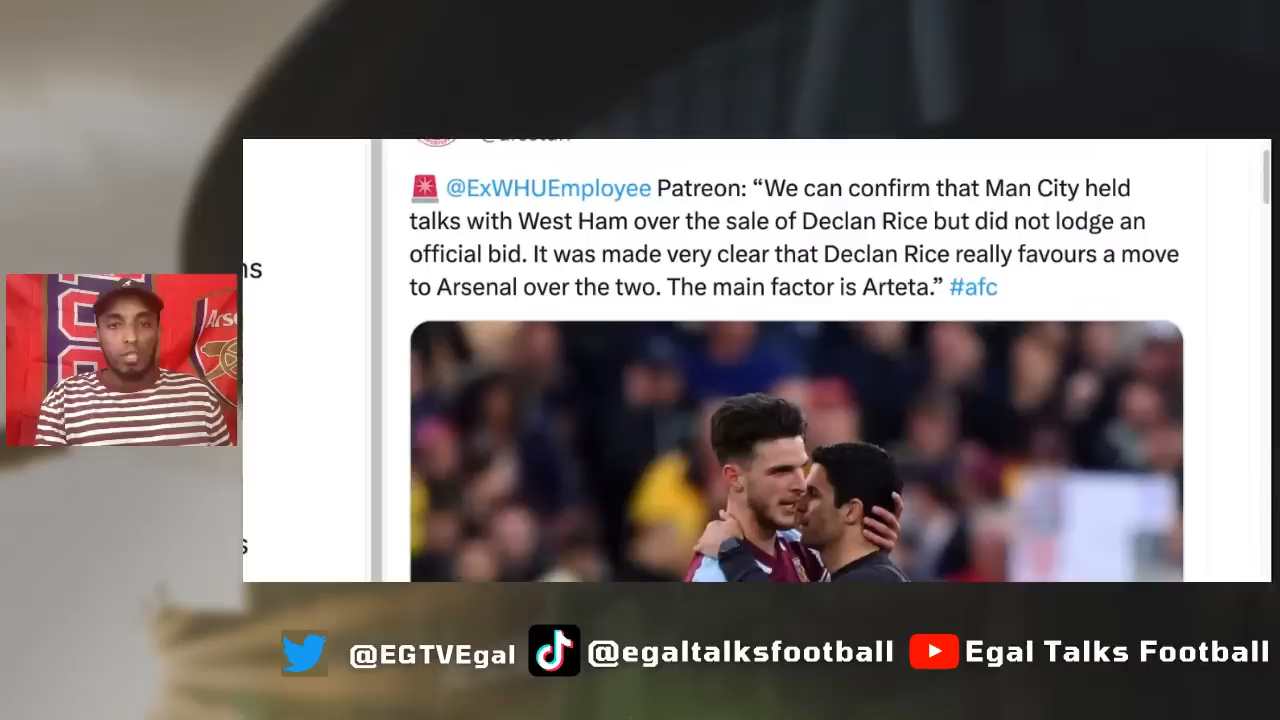 🚨 @ExWHUEmployee Patreon: “We can confirm that Man City held
talks with West Ham over the sale of Declan Rice but did not lodge an
official bid. It was made very clear that Declan Rice really favours a move
to Arsenal over the two. The main factor is Arteta.” #afc
@EGTVEgal
@egaltalksfootball
Egal Talks Football